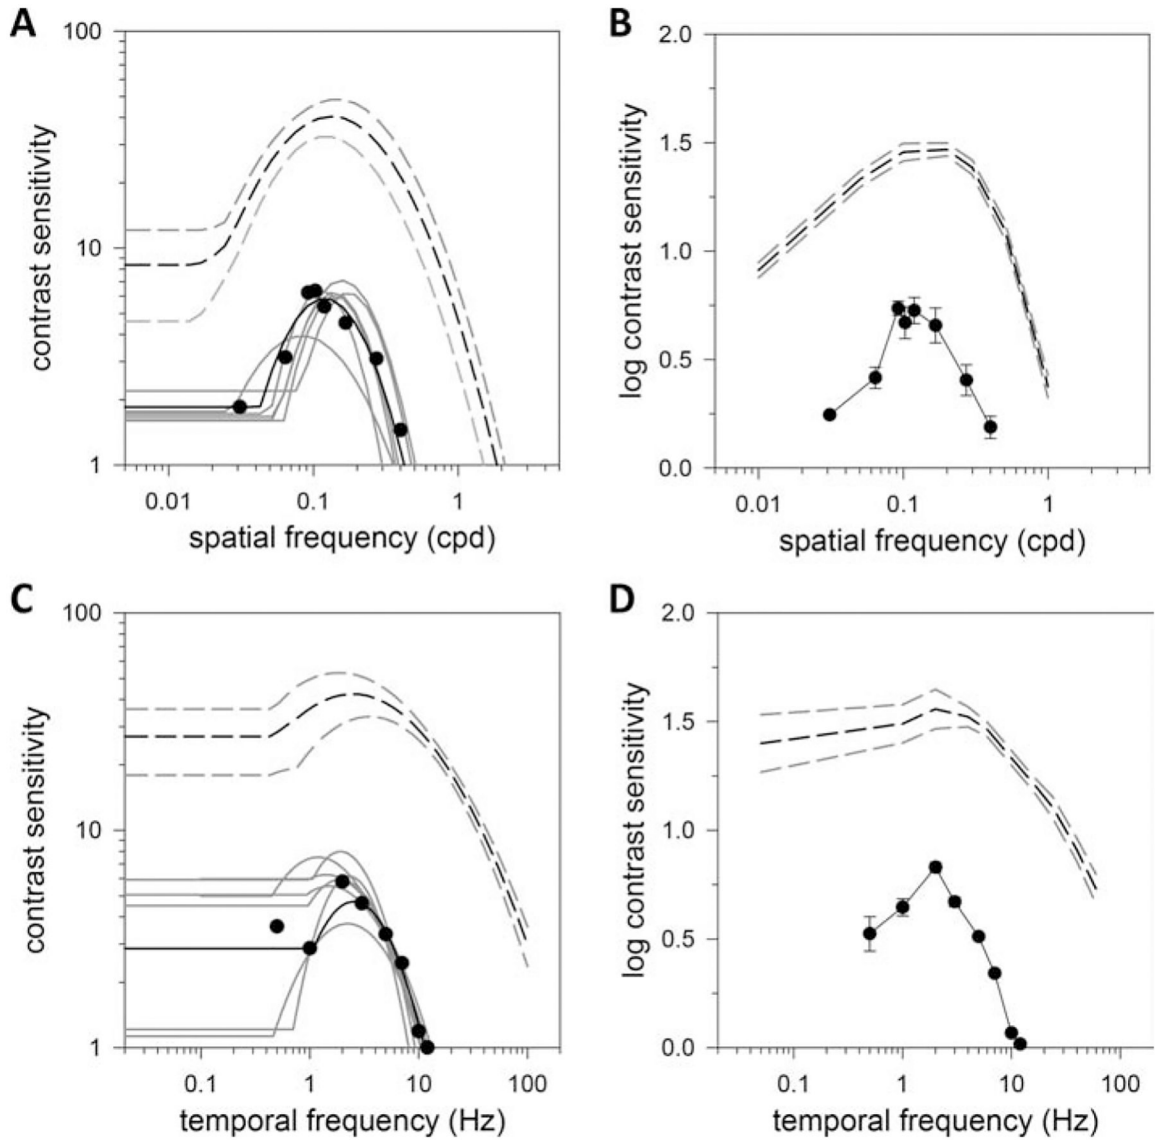 A
B
100
10
1
contrast sensitivity
0.01
0.1
1
spatial frequency (cpd)
2.0
1.5
1.0
0.5
0.0
log contrast sensitivity
0.01
0.1
1
spatial frequency (cpd)
C
D
100
10
1
contrast sensitivity
0.1
1
10
100
temporal frequency (Hz)
2.0
1.5
1.0
0.5
0.0
log contrast sensitivity
0.1
1
10
100
temporal frequency (Hz)